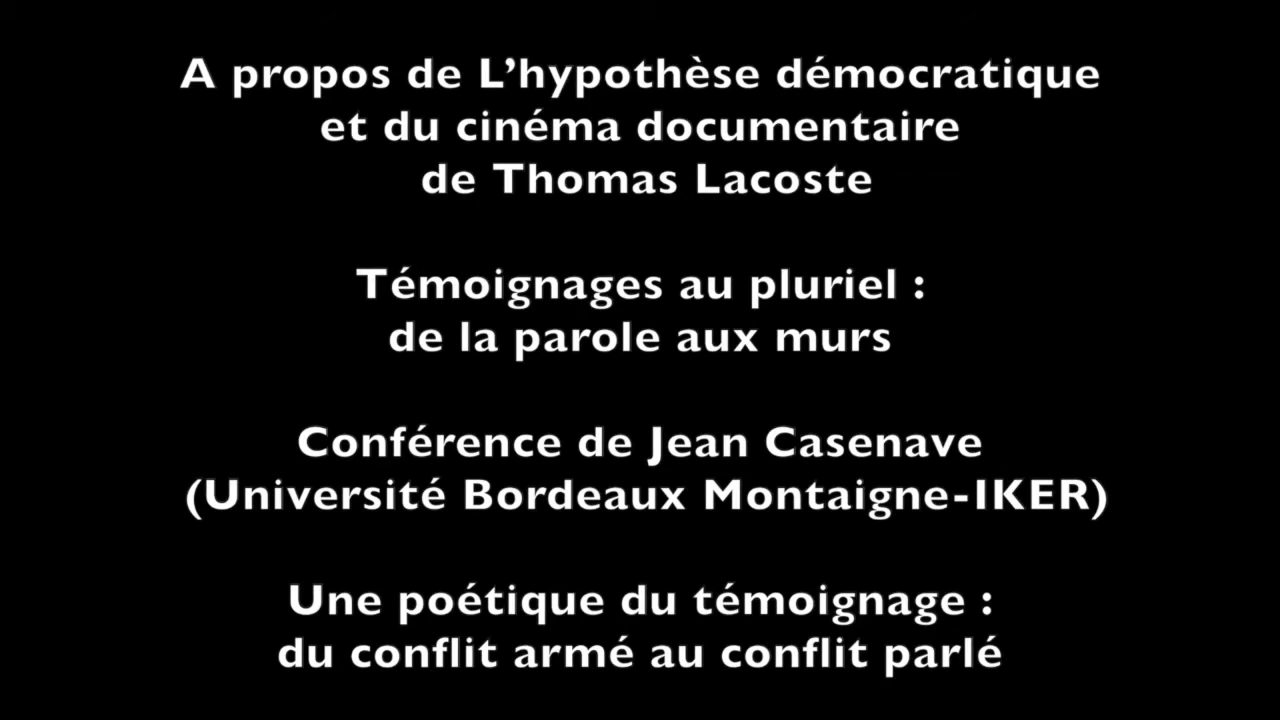 A propos de L’hypothèse démocratique
et du cinéma documentaire
de Thomas Lacoste
Témoignages au pluriel :
de la parole aux murs
Conférence de Jean Casenave
(Université Bordeaux Montaigne-IKER)
Une poétique du témoignage :
du conflit armé au conflit parlé